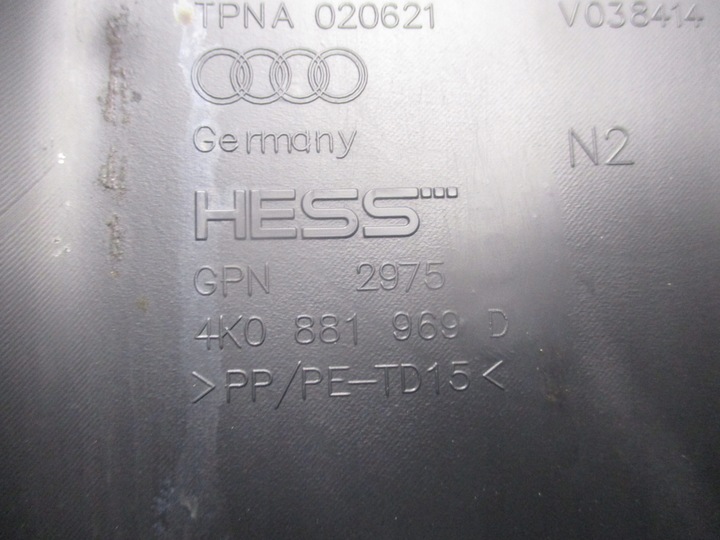 TPNA 020621 V038414
Germany N2
HESS
GPN 2975
4K0 881 969 D
>PP/PE-TD15<